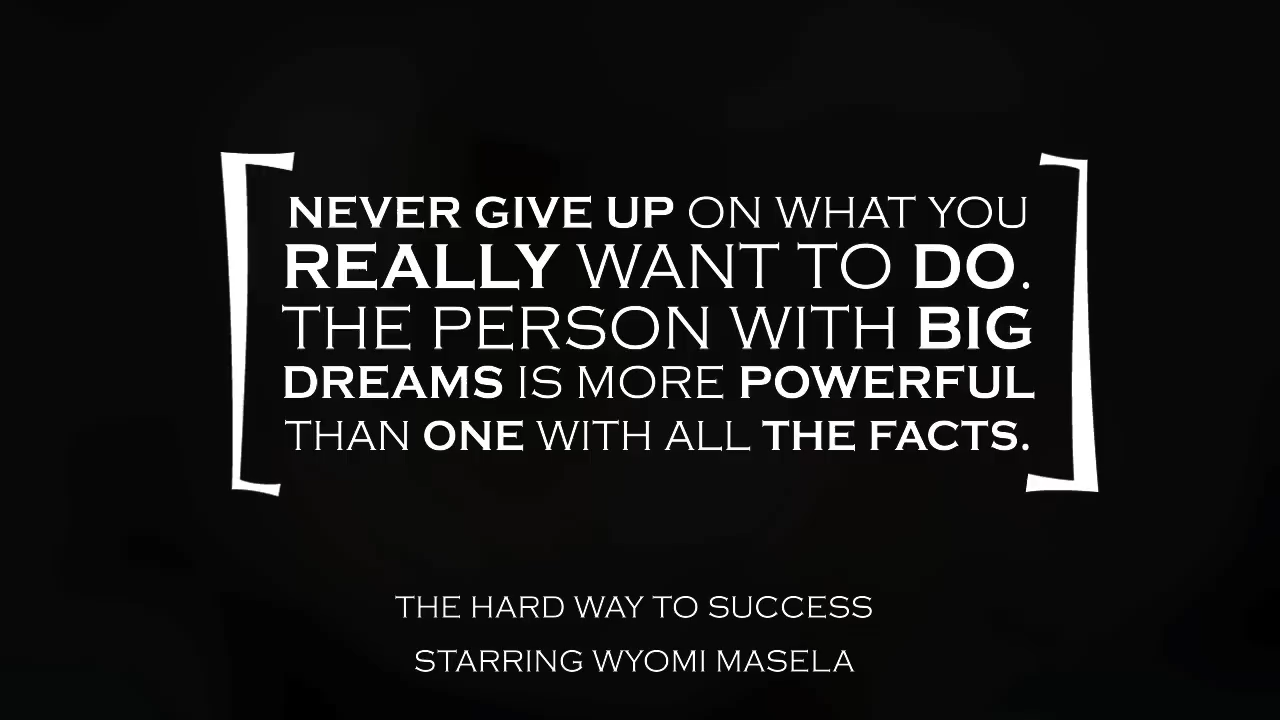 NEVER GIVE UP ON WHAT YOU
REALLY WANT TO DO.
THE PERSON WITH BIG
DREAMS IS MORE POWERFUL
THAN ONE WITH ALL THE FACTS.
THE HARD WAY TO SUCCESS
STARRING WYOMI MASELA